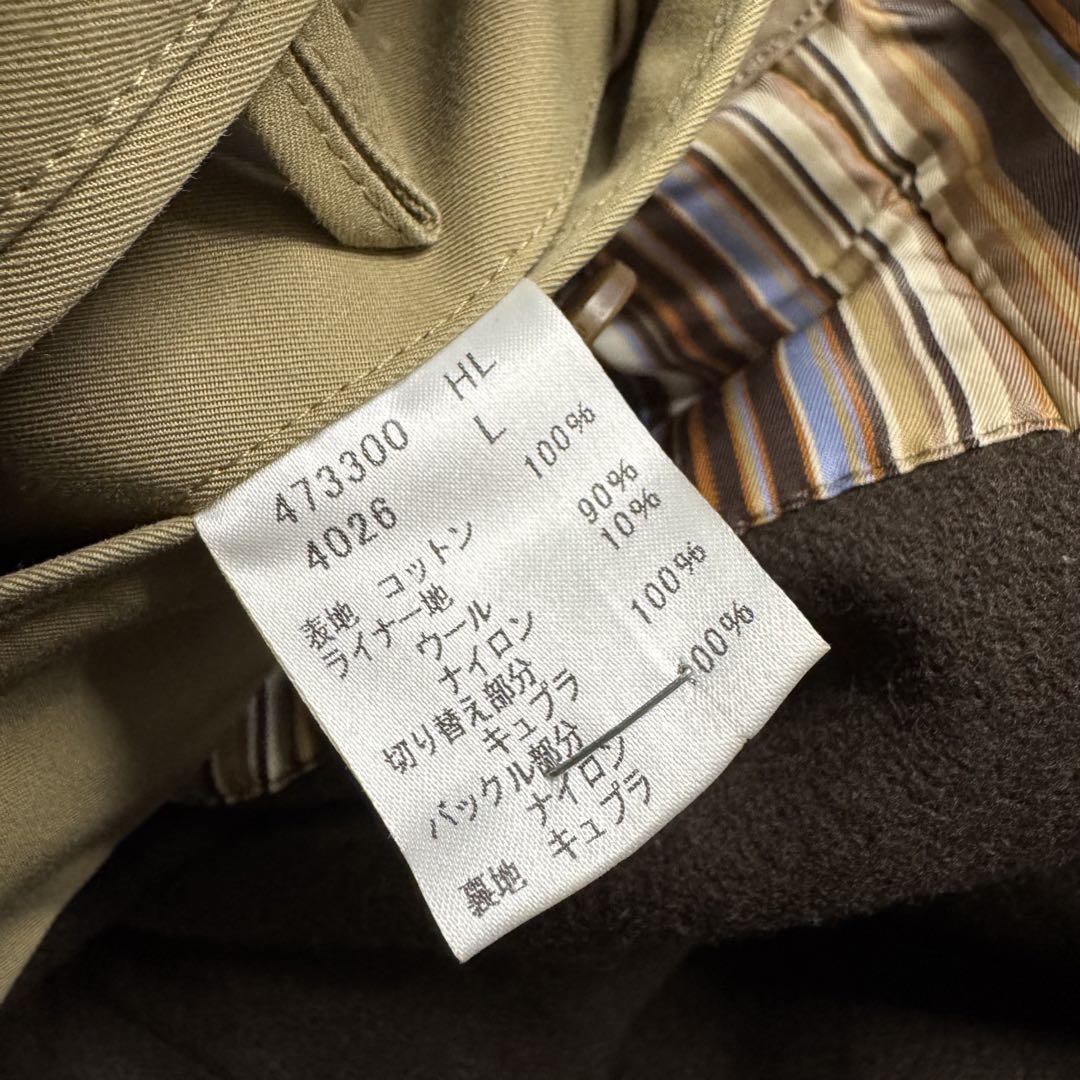 473300 HL
4026 L
表地 コットン 100%
ライナー地
ウール 90%
ナイロン 10%
切り替え部分
キュプラ 100%
バックル部分
ナイロン 100%
裏地 キュプラ